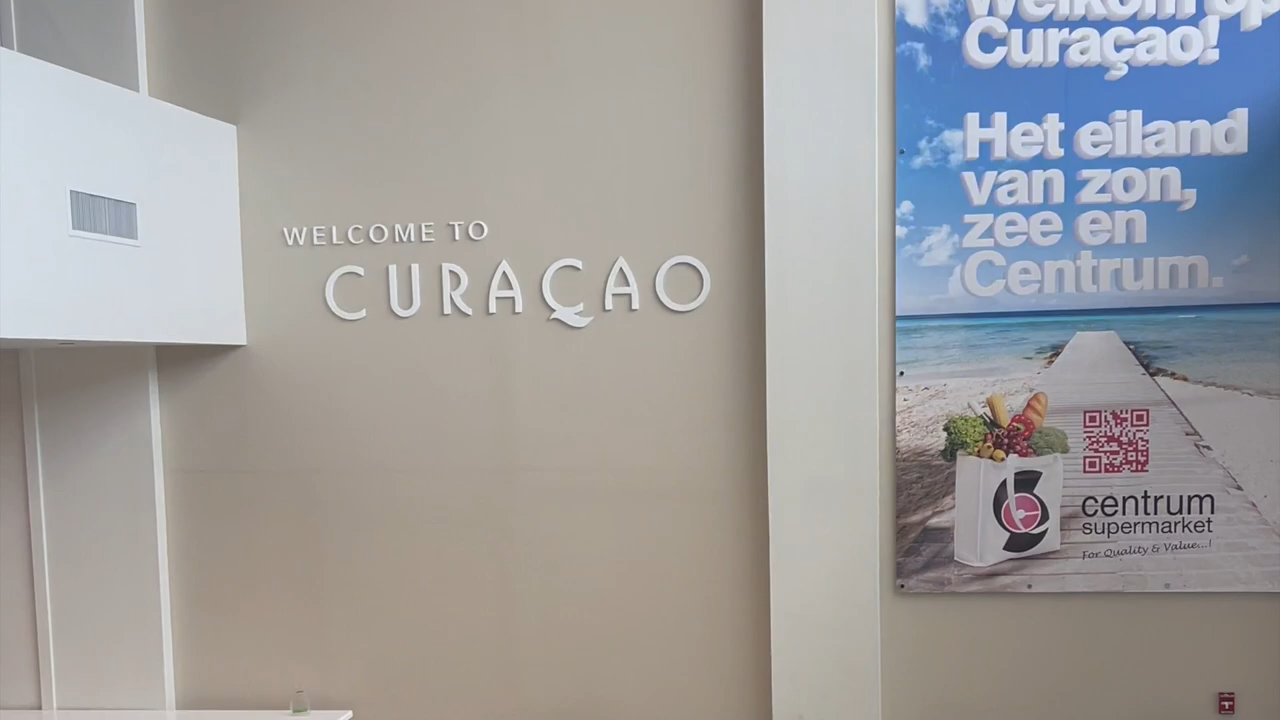 WELCOME TO
CURAÇAO
Welkom op
Curaçao!
Het eiland
van zon,
zee en
Centrum.
centrum
supermarket
For Quality & Value...!